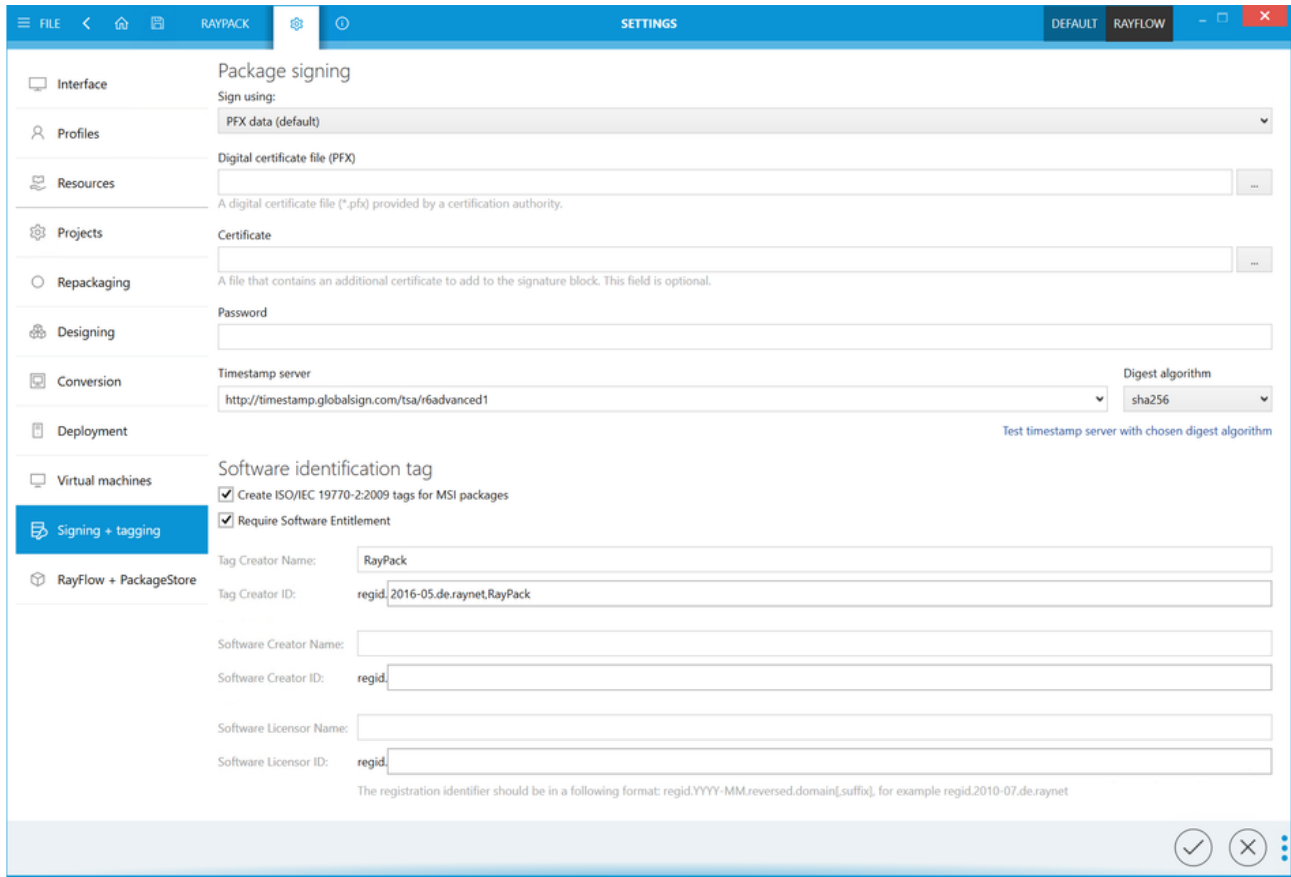 FILE RAYPACK SETTINGS DEFAULT RAYFLOW
Interface
Profiles
Resources
Projects
Repackaging
Designing
Conversion
Deployment
Virtual machines
Signing + tagging
RayFlow + PackageStore
Package signing
Sign using:
PFX data (default)
Digital certificate file (PFX)
...
A digital certificate file (*.pfx) provided by a certification authority.
Certificate
...
A file that contains an additional certificate to add to the signature block. This field is optional.
Password
Timestamp server Digest algorithm
http://timestamp.globalsign.com/tsa/r6advanced1 sha256
Test timestamp server with chosen digest algorithm
Software identification tag
Create ISO/IEC 19770-2:2009 tags for MSI packages
Require Software Entitlement
Tag Creator Name: RayPack
Tag Creator ID: regid. 2016-05.de.raynet,RayPack
Software Creator Name:
Software Creator ID: regid.
Software Licensor Name:
Software Licensor ID: regid.
The registration identifier should be in a following format: regid.YYYY-MM.reversed.domain[,suffix], for example regid.2010-07.de.raynet